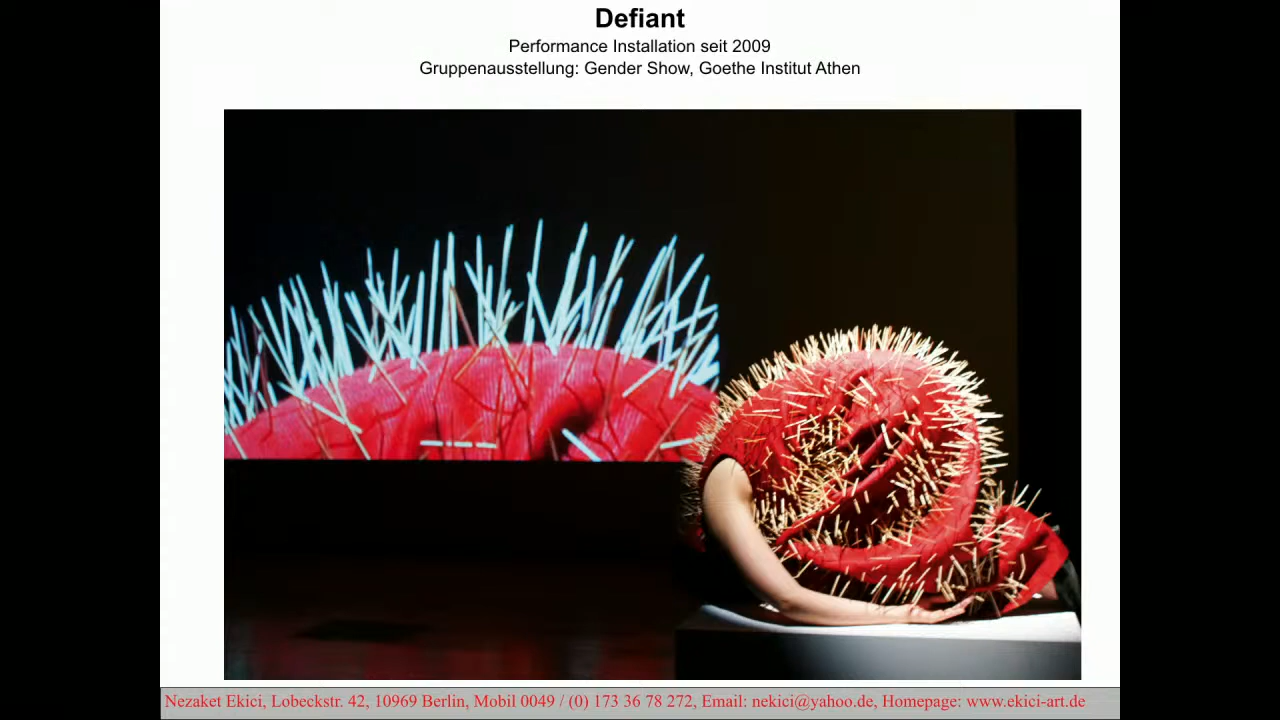 Defiant
Performance Installation seit 2009
Gruppenausstellung: Gender Show, Goethe Institut Athen
Nezaket Ekici, Lobeckstr. 42, 10969 Berlin, Mobil 0049 / (0) 173 36 78 272, Email: nekici@yahoo.de, Homepage: www.ekici-art.de